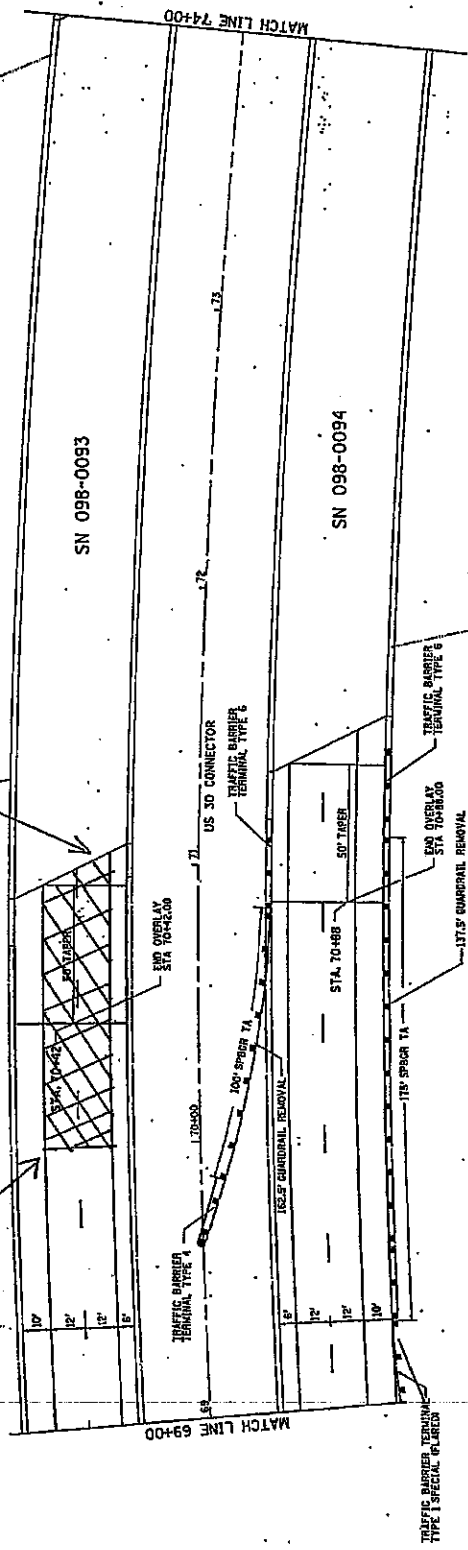 MATCH LINE 74+00
73
SN 098-0093
SN 098-0094
72
US 30 CONNECTOR
TRAFFIC BARRIER
TERMINAL TYPE 6
TRAFFIC BARRIER
TERMINAL TYPE 6
71
50' TAPER
END OVERLAY
STA 70+42.00
STA. 70+42
50' TAPER
STA. 70+88
END OVERLAY
STA 70+88.00
137.5' GUARDRAIL REMOVAL
175' SPBGR TA
100' SPBGR TA
162.5' GUARDRAIL REMOVAL
70+00
TRAFFIC BARRIER
TERMINAL TYPE 4
10'
12'
12'
6'
6'
12'
12'
10'
69
MATCH LINE 69+00
TRAFFIC BARRIER TERMINAL
TYPE 1 SPECIAL (FLARED)